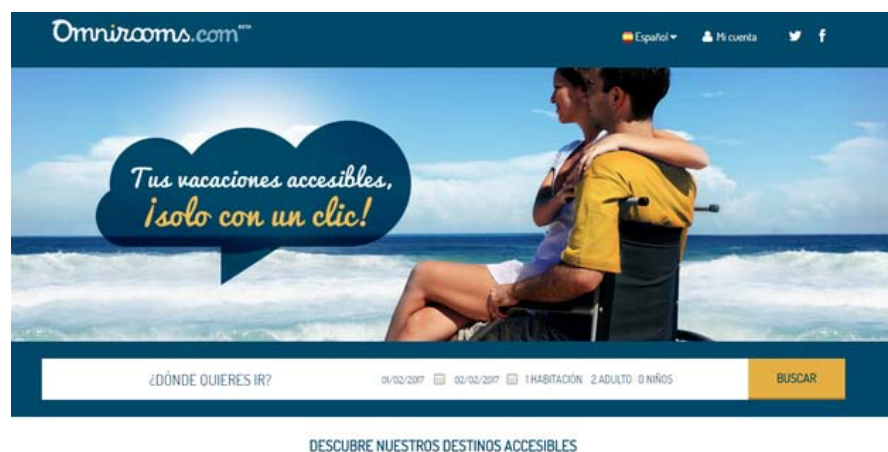 Omnirooms.com BETA
Español
Mi cuenta
Tus vacaciones accesibles,
¡solo con un clic!
¿DÓNDE QUIERES IR?
01/02/2017
02/02/2017
1 HABITACIÓN 2 ADULTO 0 NIÑOS
BUSCAR
DESCUBRE NUESTROS DESTINOS ACCESIBLES